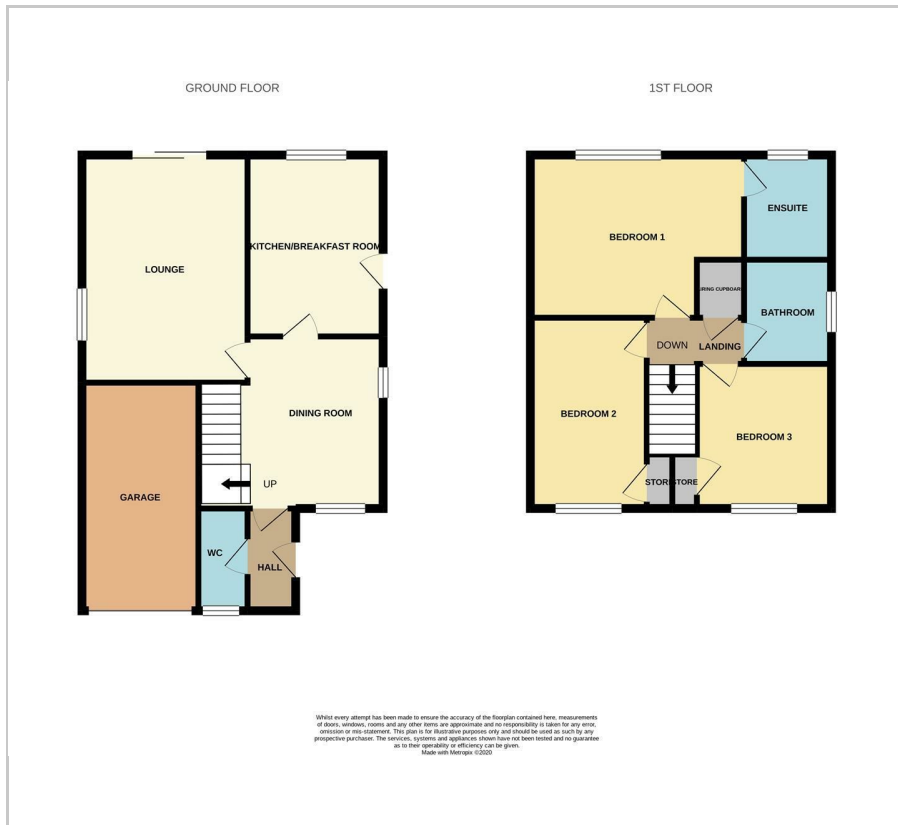 GROUND FLOOR
1ST FLOOR
LOUNGE
KITCHEN/BREAKFAST ROOM
DINING ROOM
UP
GARAGE
WC
HALL
BEDROOM 1
ENSUITE
IRING CUPBOAR
BATHROOM
DOWN
LANDING
BEDROOM 2
BEDROOM 3
STORE
STORE
Whilst every attempt has been made to ensure the accuracy of the floorplan contained here, measurements
of doors, windows, rooms and any other items are approximate and no responsibility is taken for any error,
omission or mis-statement. This plan is for illustrative purposes only and should be used as such by any
prospective purchaser. The services, systems and appliances shown have not been tested and no guarantee
as to their operability or efficiency can be given.
Made with Metropix ©2020